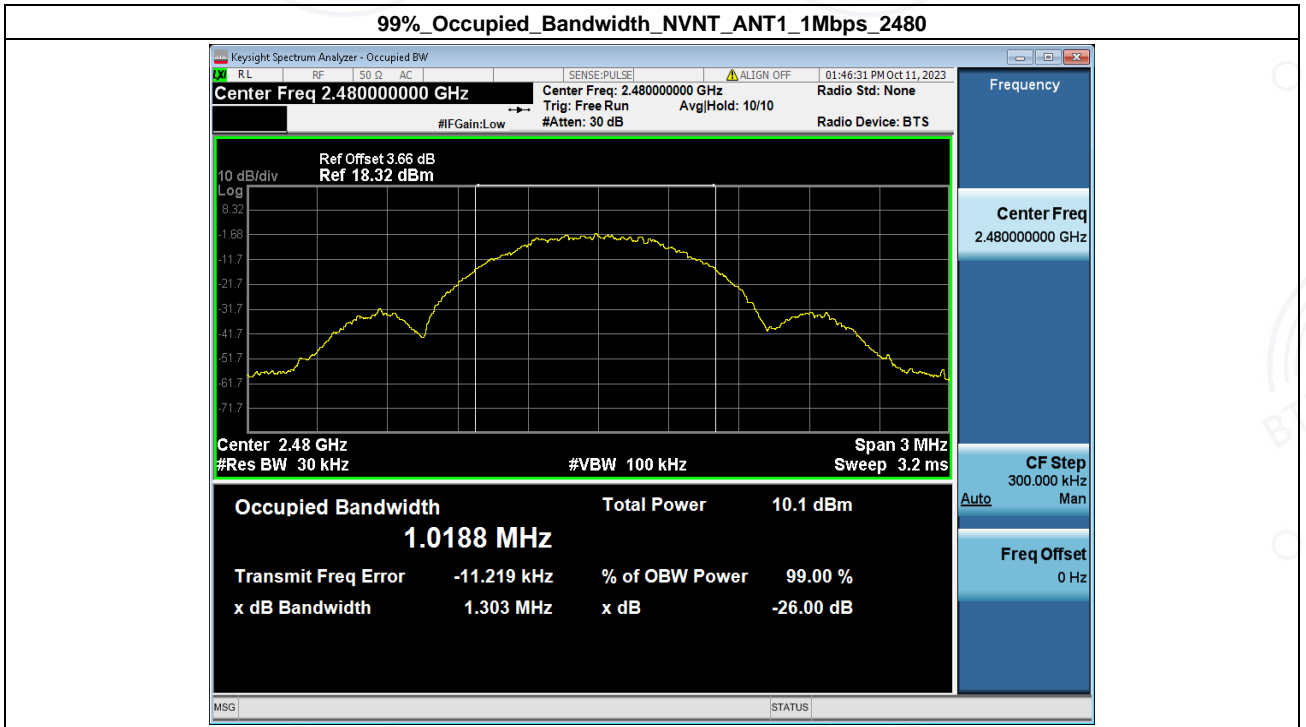 99%_Occupied_Bandwidth_NVNT_ANT1_1Mbps_2480
Keysight Spectrum Analyzer - Occupied BW
LXI RL RF 50 Ω AC SENSE:PULSE ALIGN OFF 01:46:31 PM Oct 11, 2023
Center Freq 2.480000000 GHz Center Freq: 2.480000000 GHz Radio Std: None
Trig: Free Run Avg|Hold: 10/10
#IFGain:Low #Atten: 30 dB Radio Device: BTS
Frequency
Ref Offset 3.66 dB
10 dB/div Ref 18.32 dBm
Log
8.32
-1.68
-11.7
-21.7
-31.7
-41.7
-51.7
-61.7
-71.7
Center 2.48 GHz Span 3 MHz
#Res BW 30 kHz #VBW 100 kHz Sweep 3.2 ms
Occupied Bandwidth Total Power 10.1 dBm
1.0188 MHz
Transmit Freq Error -11.219 kHz % of OBW Power 99.00 %
x dB Bandwidth 1.303 MHz x dB -26.00 dB
Center Freq
2.480000000 GHz
CF Step
300.000 kHz
Auto Man
Freq Offset
0 Hz
MSG STATUS